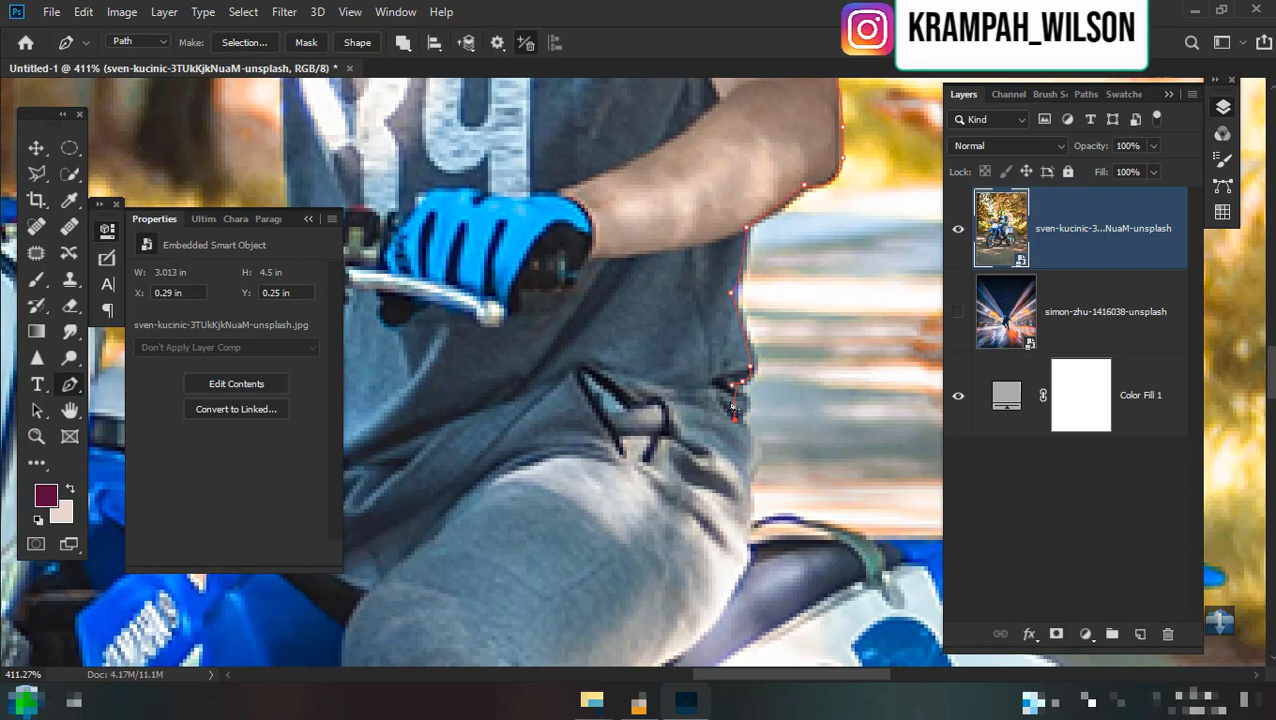 Ps File Edit Image Layer Type Select Filter 3D View Window Help
KRAMPAH_WILSON
Path Make: Selection... Mask Shape
Untitled-1 @ 411% (sven-kucinic-3TUkKjkNuaM-unsplash, RGB/8) *
Layers Channel Brush Se Paths Swatche
Kind
Normal Opacity: 100%
Lock: Fill: 100%
sven-kucinic-3...NuaM-unsplash
simon-zhu-1416038-unsplash
Color Fill 1
fx
Properties Ultim Chara Paragi
Embedded Smart Object
W: 3.013 in H: 4.5 in
X: 0.29 in Y: 0.25 in
sven-kucinic-3TUkKjkNuaM-unsplash.jpg
Don't Apply Layer Comp
Edit Contents
Convert to Linked...
411.27% Doc: 4.17M/11.1M